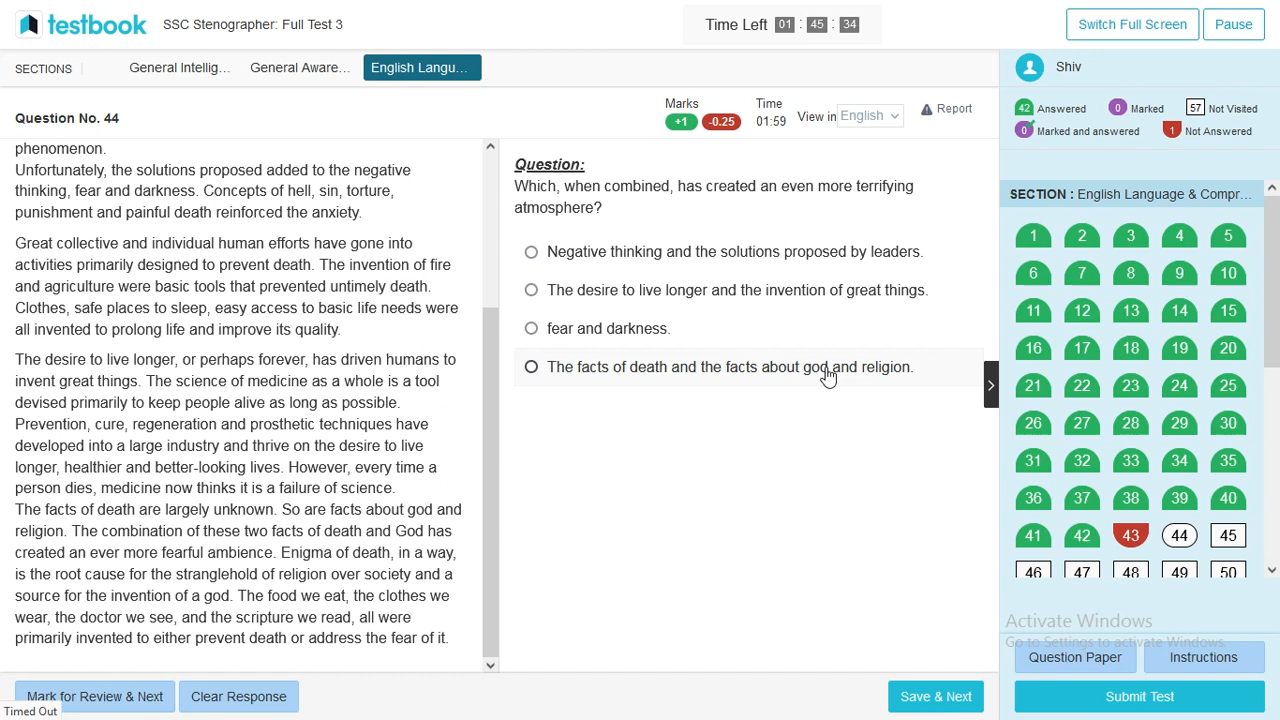 testbook
SSC Stenographer: Full Test 3
Time Left 01 : 45 : 34
Switch Full Screen
Pause
SECTIONS
General Intellig...
General Aware...
English Langu...
Shiv
Question No. 44
Marks
+1
-0.25
Time
01:59
View in English
Report
42 Answered
0 Marked
57 Not Visited
0 Marked and answered
1 Not Answered
phenomenon.
Unfortunately, the solutions proposed added to the negative
thinking, fear and darkness. Concepts of hell, sin, torture,
punishment and painful death reinforced the anxiety.
Great collective and individual human efforts have gone into
activities primarily designed to prevent death. The invention of fire
and agriculture were basic tools that prevented untimely death.
Clothes, safe places to sleep, easy access to basic life needs were
all invented to prolong life and improve its quality.
The desire to live longer, or perhaps forever, has driven humans to
invent great things. The science of medicine as a whole is a tool
devised primarily to keep people alive as long as possible.
Prevention, cure, regeneration and prosthetic techniques have
developed into a large industry and thrive on the desire to live
longer, healthier and better-looking lives. However, every time a
person dies, medicine now thinks it is a failure of science.
The facts of death are largely unknown. So are facts about god and
religion. The combination of these two facts of death and God has
created an ever more fearful ambience. Enigma of death, in a way,
is the root cause for the stranglehold of religion over society and a
source for the invention of a god. The food we eat, the clothes we
wear, the doctor we see, and the scripture we read, all were
primarily invented to either prevent death or address the fear of it.
Question:
Which, when combined, has created an even more terrifying
atmosphere?
Negative thinking and the solutions proposed by leaders.
The desire to live longer and the invention of great things.
fear and darkness.
The facts of death and the facts about god and religion.
SECTION : English Language & Compr...
1 2 3 4 5
6 7 8 9 10
11 12 13 14 15
16 17 18 19 20
21 22 23 24 25
26 27 28 29 30
31 32 33 34 35
36 37 38 39 40
41 42 43 44 45
46 47 48 49 50
Activate Windows
Go to Settings to activate Windows.
Question Paper
Instructions
Mark for Review & Next
Clear Response
Save & Next
Submit Test
Timed Out